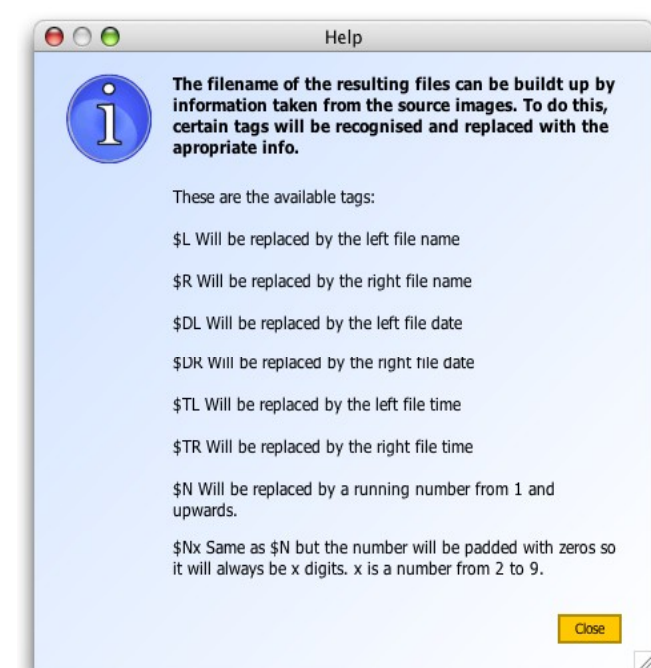 Help
The filename of the resulting files can be buildt up by
information taken from the source images. To do this,
certain tags will be recognised and replaced with the
apropriate info.
These are the available tags:
$L Will be replaced by the left file name
$R Will be replaced by the right file name
$DL Will be replaced by the left file date
$DR Will be replaced by the right file date
$TL Will be replaced by the left file time
$TR Will be replaced by the right file time
$N Will be replaced by a running number from 1 and
upwards.
$Nx Same as $N but the number will be padded with zeros so
it will always be x digits. x is a number from 2 to 9.
Close